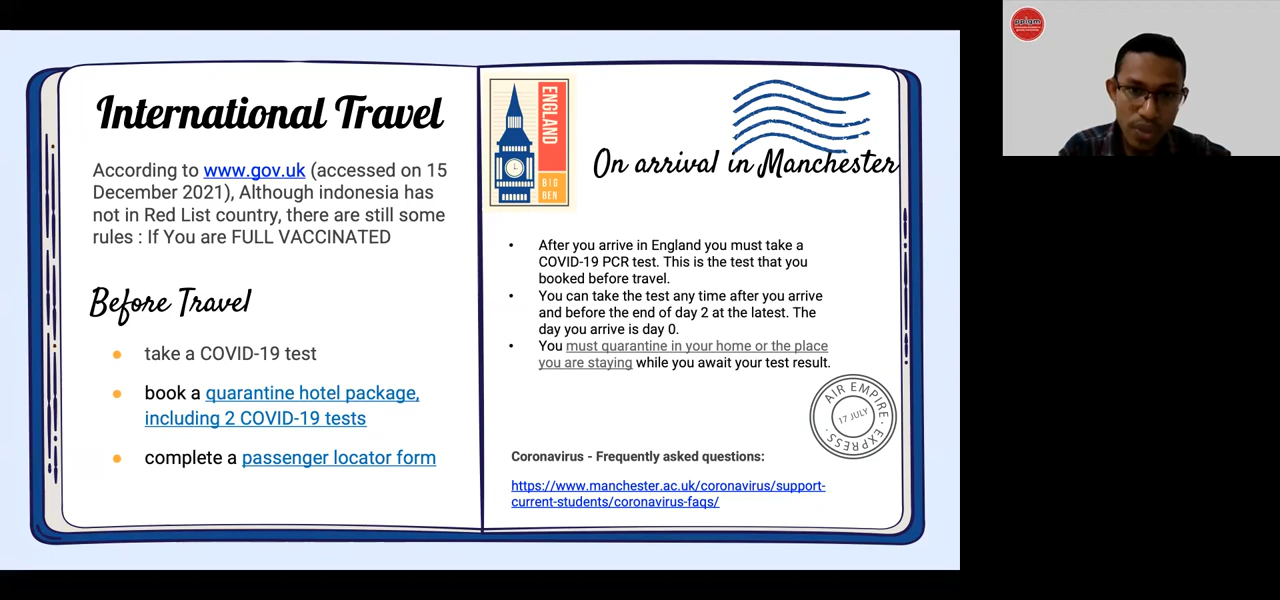 International Travel
According to www.gov.uk (accessed on 15
December 2021), Although indonesia has
not in Red List country, there are still some
rules : If You are FULL VACCINATED
Before Travel
take a COVID-19 test
book a quarantine hotel package,
including 2 COVID-19 tests
complete a passenger locator form
ENGLAND
BIG
BEN
On arrival in Manchester
After you arrive in England you must take a
COVID-19 PCR test. This is the test that you
booked before travel.
You can take the test any time after you arrive
and before the end of day 2 at the latest. The
day you arrive is day 0.
You must quarantine in your home or the place
you are staying while you await your test result.
AIR EMPIRE
17 JULY
EXPRESS
Coronavirus - Frequently asked questions:
https://www.manchester.ac.uk/coronavirus/support-
current-students/coronavirus-faqs/
ppigm